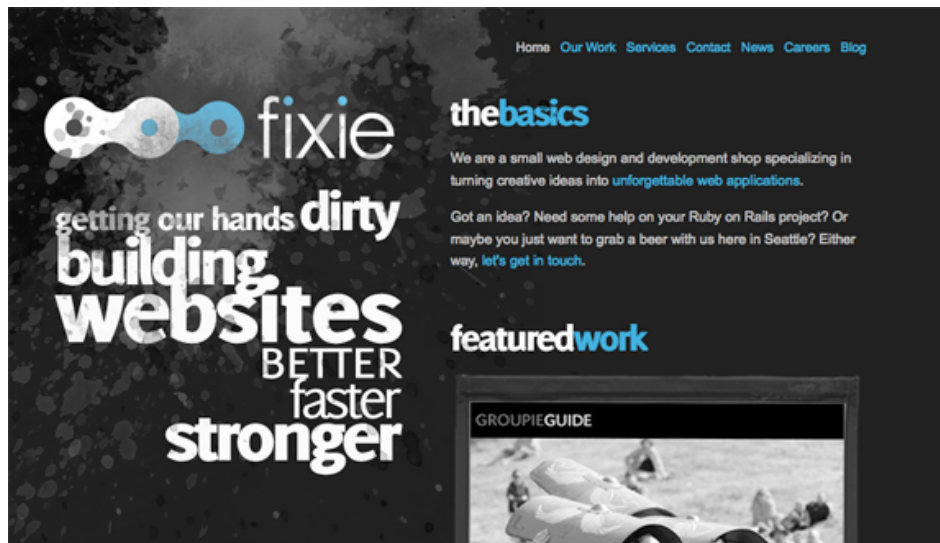 Home Our Work Services Contact News Careers Blog
fixie
getting our hands dirty
building
websites
BETTER
faster
stronger
thebasics
We are a small web design and development shop specializing in
turning creative ideas into unforgettable web applications.
Got an idea? Need some help on your Ruby on Rails project? Or
maybe you just want to grab a beer with us here in Seattle? Either
way, let's get in touch.
featuredwork
GROUPIEGUIDE